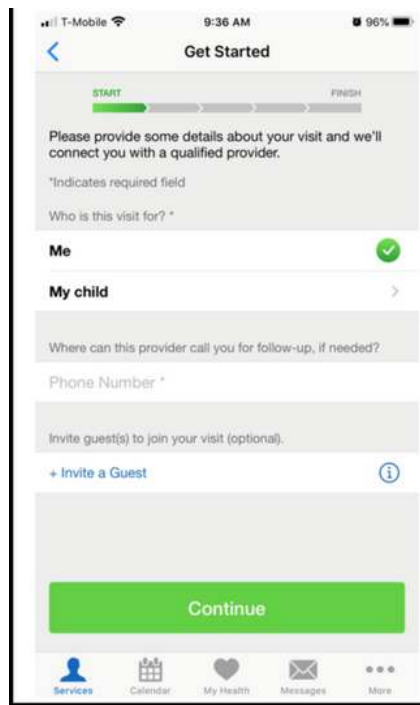 T-Mobile 9:36 AM 96%
Get Started
START FINISH
Please provide some details about your visit and we'll
connect you with a qualified provider.
*Indicates required field
Who is this visit for? *
Me
My child
Where can this provider call you for follow-up, if needed?
Phone Number *
Invite guest(s) to join your visit (optional).
+ Invite a Guest
Continue
Services Calendar My Health Messages More